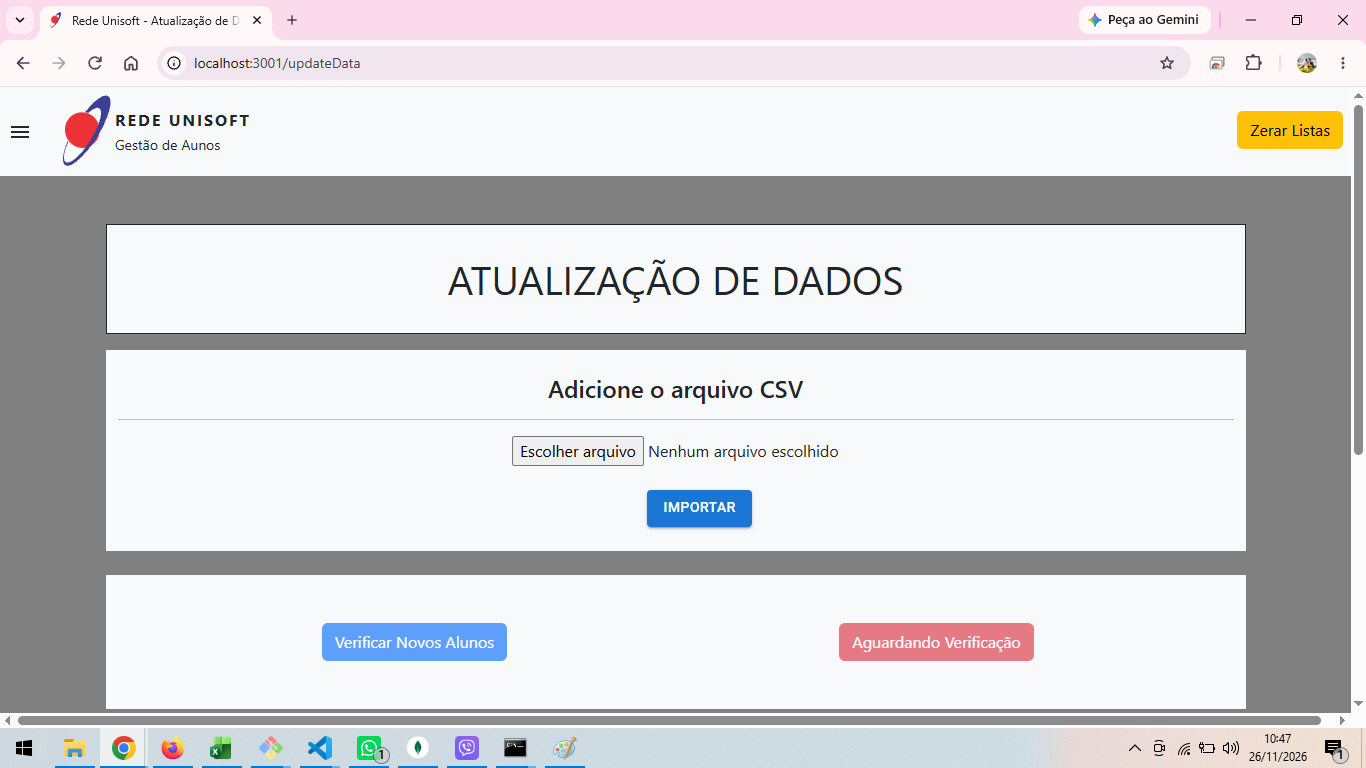 Rede Unisoft - Atualização de D
Peça ao Gemini
localhost:3001/updateData
REDE UNISOFT
Gestão de Aunos
Zerar Listas
ATUALIZAÇÃO DE DADOS
Adicione o arquivo CSV
Escolher arquivo Nenhum arquivo escolhido
IMPORTAR
Verificar Novos Alunos
Aguardando Verificação
1
10:47
26/11/2026
1